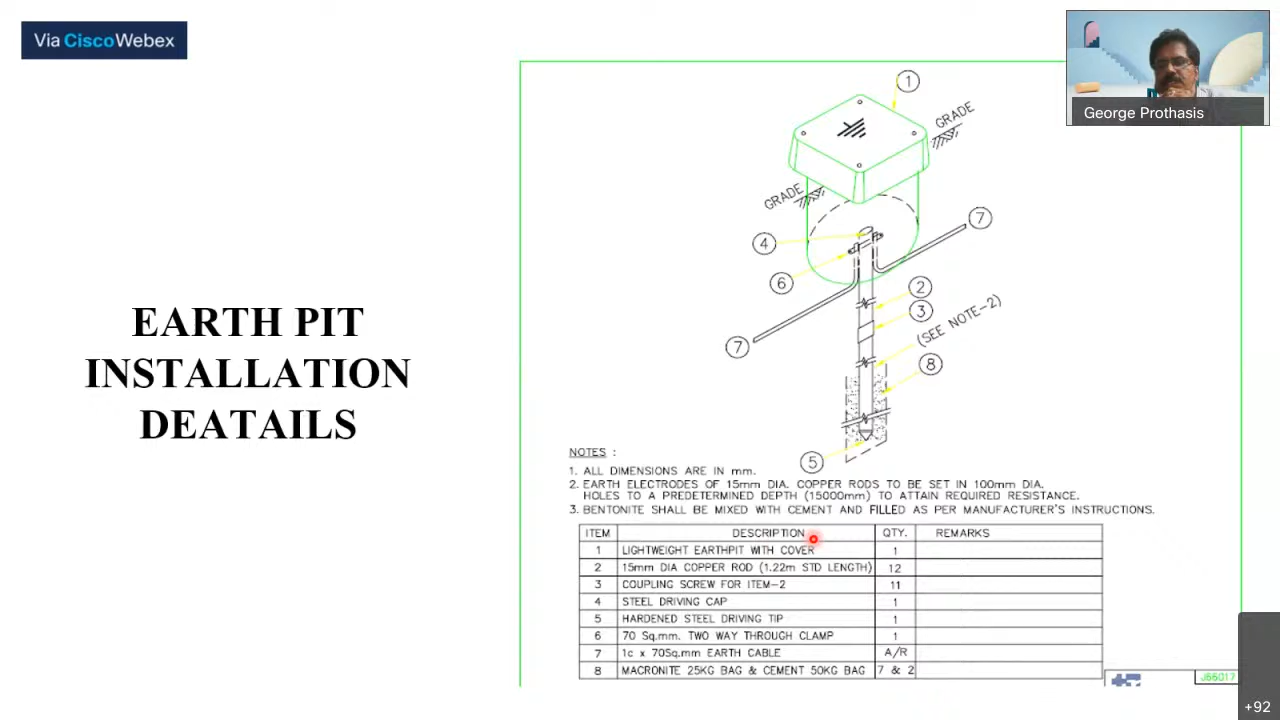 Via CiscoWebex
George Prothasis
EARTH PIT
INSTALLATION
DEATAILS
1
GRADE
GRADE
7
4
6
2
3
(SEE NOTE-2)
7
8
5
NOTES :
1. ALL DIMENSIONS ARE IN mm.
2. EARTH ELECTRODES OF 15mm DIA. COPPER RODS TO BE SET IN 100mm DIA.
HOLES TO A PREDETERMINED DEPTH (15000mm) TO ATTAIN REQUIRED RESISTANCE.
3. BENTONITE SHALL BE MIXED WITH CEMENT AND FILLED AS PER MANUFACTURER'S INSTRUCTIONS.
ITEM DESCRIPTION QTY. REMARKS
1 LIGHTWEIGHT EARTHPIT WITH COVER 1
2 15mm DIA COPPER ROD (1.22m STD LENGTH) 12
3 COUPLING SCREW FOR ITEM-2 11
4 STEEL DRIVING CAP 1
5 HARDENED STEEL DRIVING TIP 1
6 70 Sq.mm. TWO WAY THROUGH CLAMP 1
7 1c x 70Sq.mm EARTH CABLE A/R
8 MACRONITE 25KG BAG & CEMENT 50KG BAG 7 & 2
J66017
+92